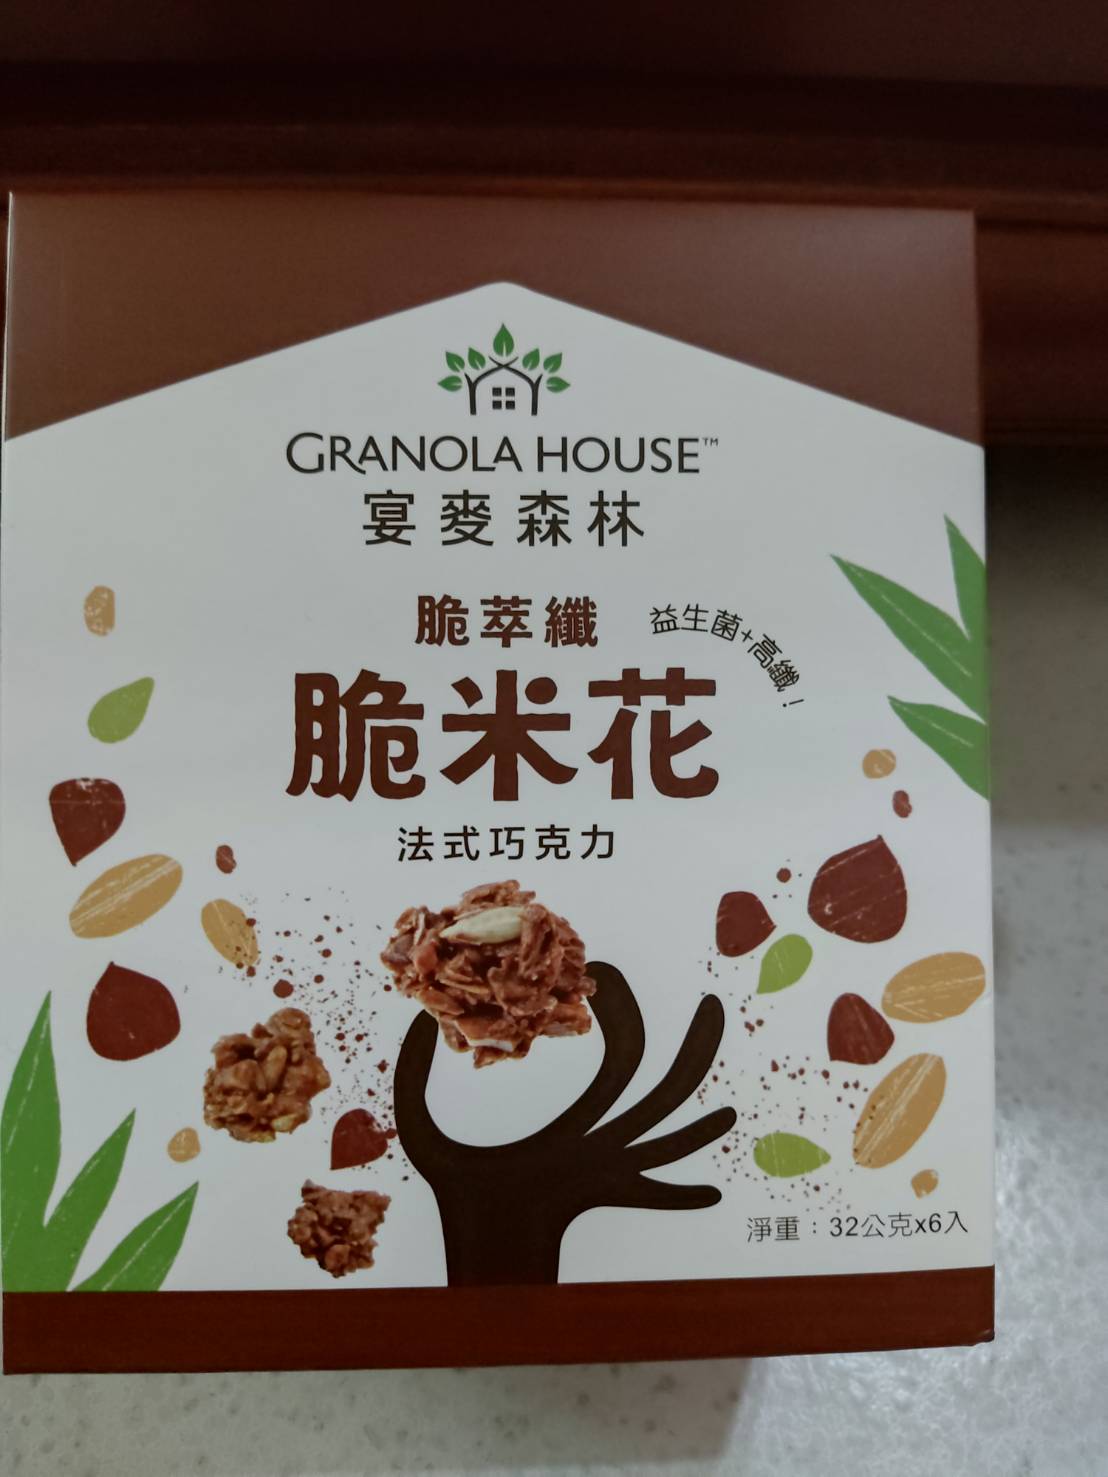 GRANOLA HOUSE™
宴麥森林
脆萃纖
益生菌+高纖!
脆米花
法式巧克力
淨重：32公克x6入